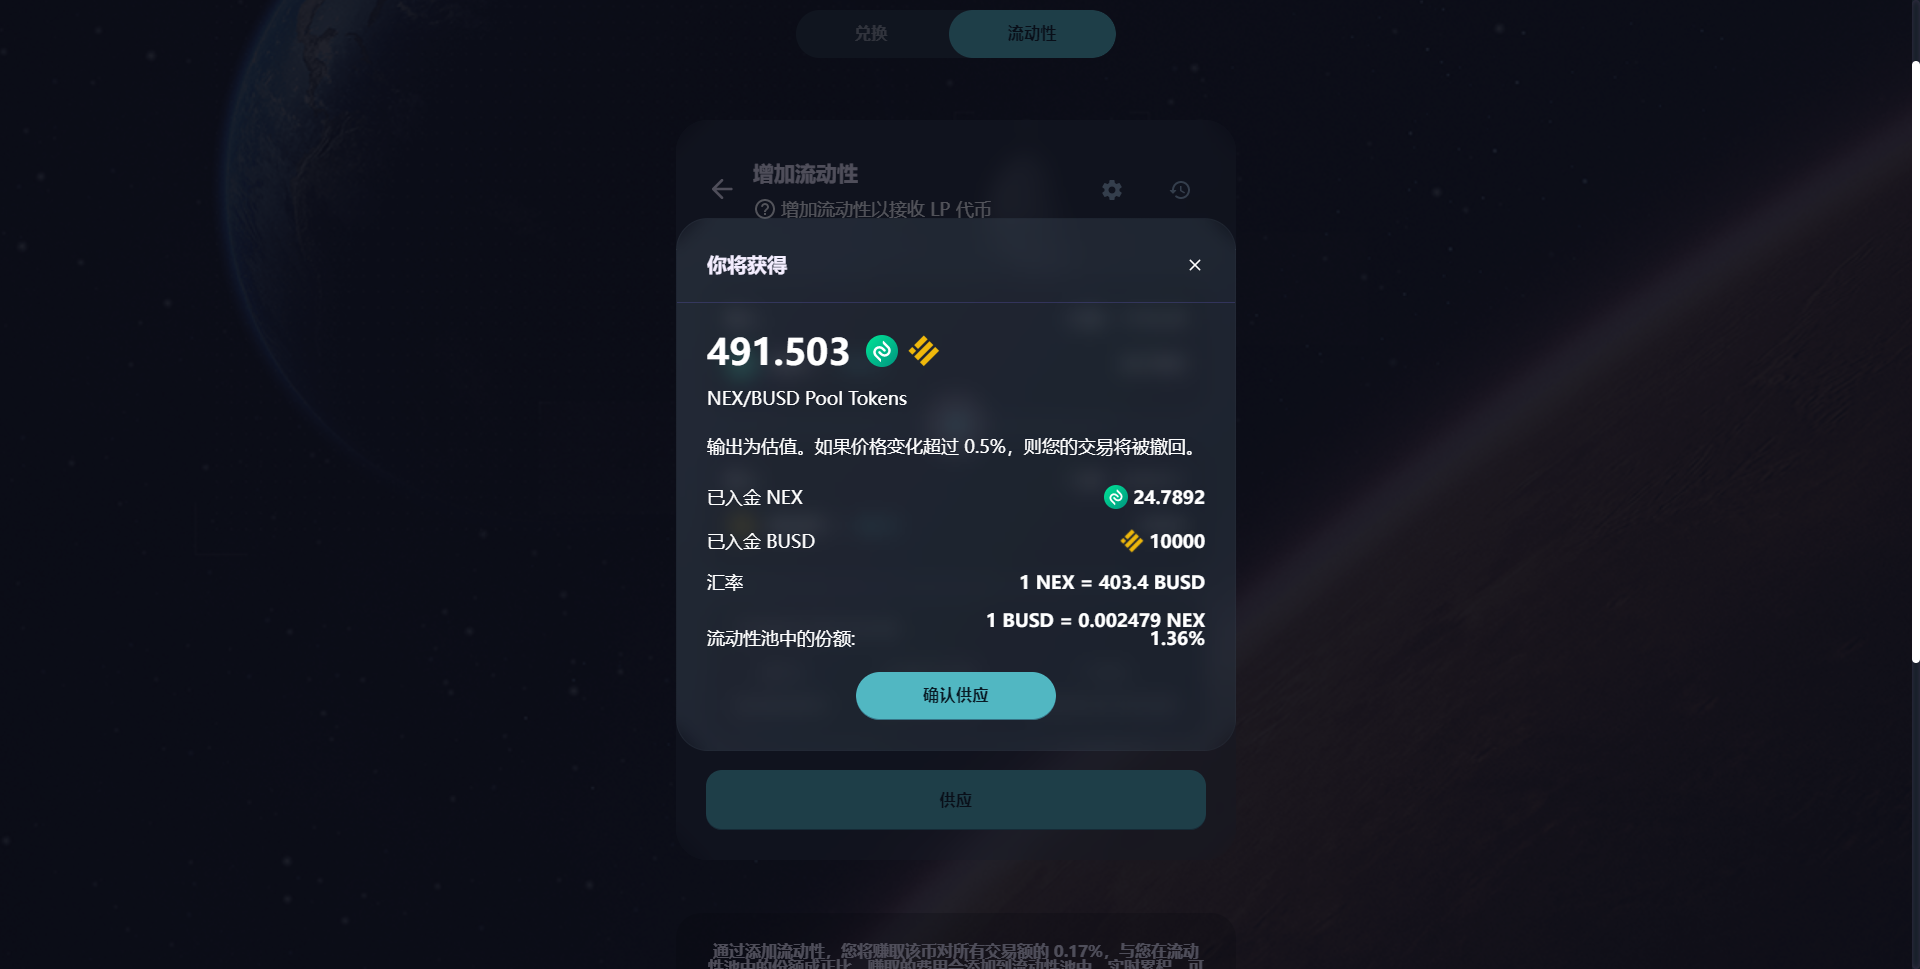 兑换
流动性
增加流动性
增加流动性以接收 LP 代币
你将获得
491.503
NEX/BUSD Pool Tokens
输出为估值。如果价格变化超过 0.5%，则您的交易将被撤回。
已入金 NEX 24.7892
已入金 BUSD 10000
汇率 1 NEX = 403.4 BUSD
1 BUSD = 0.002479 NEX
流动性池中的份额: 1.36%
确认供应
供应
通过添加流动性，您将赚取该币对所有交易额的 0.17%，与您在流动
性池中的份额成正比。赚取的费用会添加到流动性池中，实时累积，可